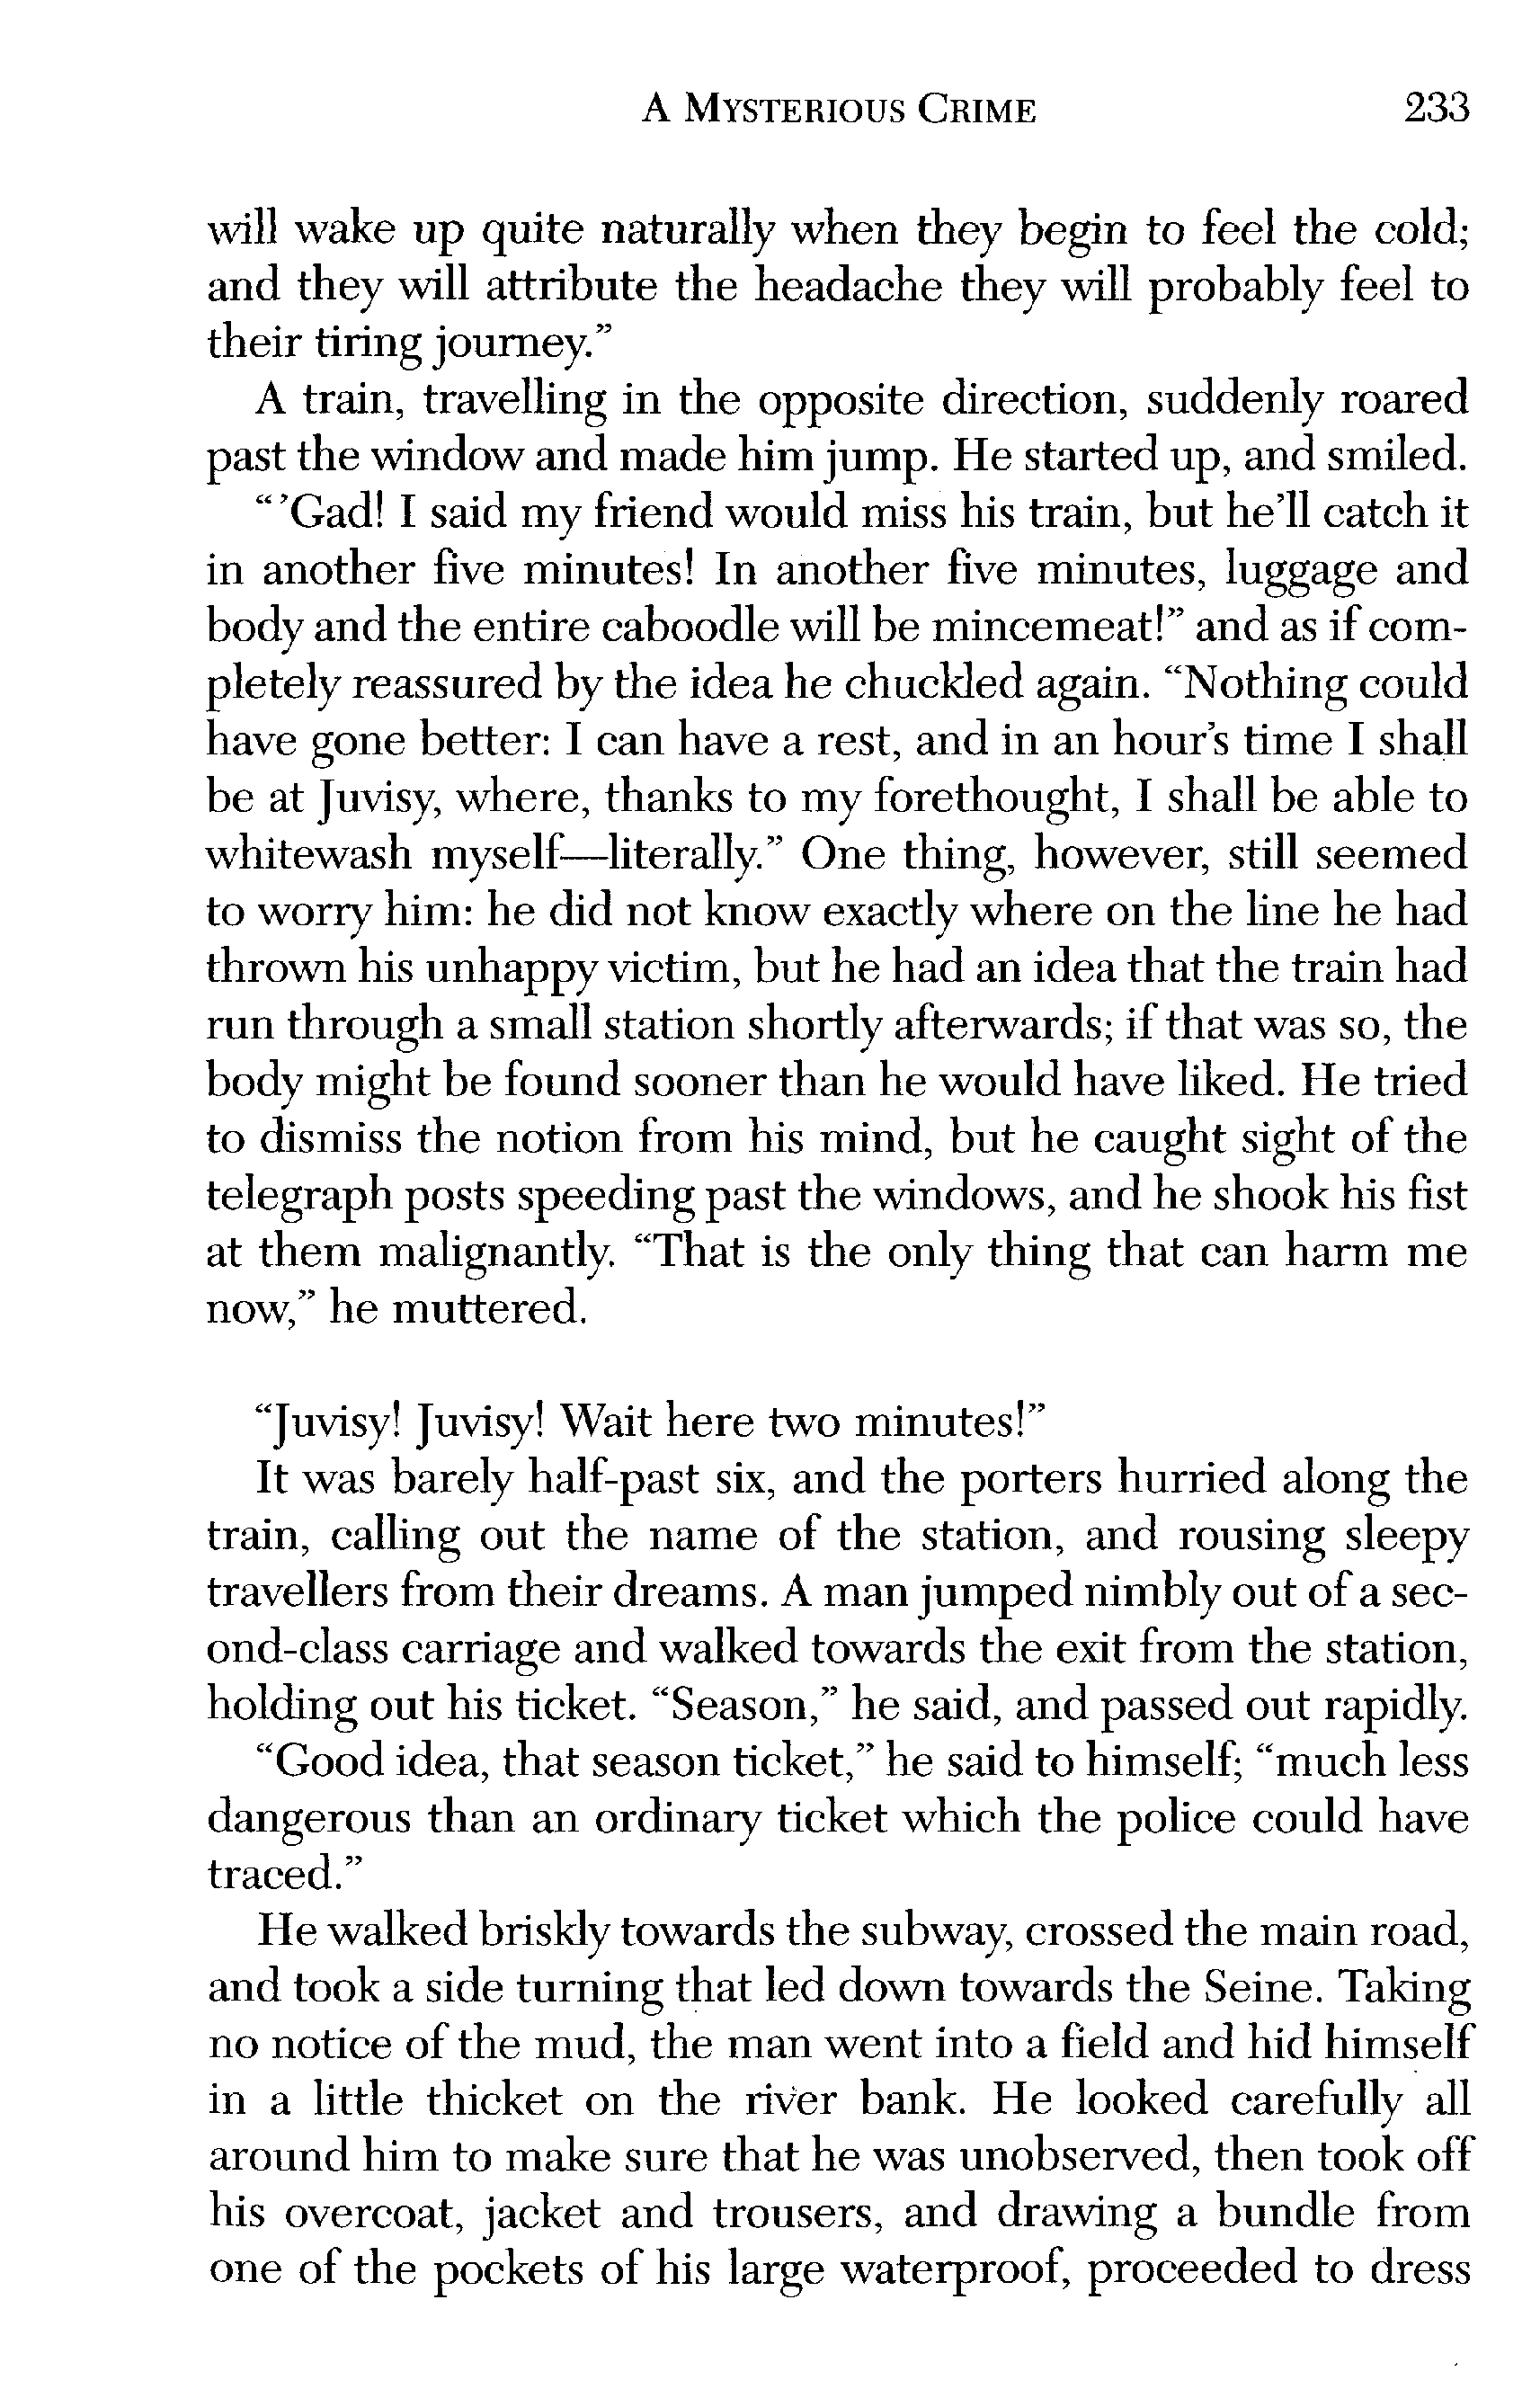 A MYSTERIOUS CRIME 233
will wake up quite naturally when they begin to feel the cold;
and they will attribute the headache they will probably feel to
their tiring journey.”
A train, travelling in the opposite direction, suddenly roared
past the window and made him jump. He started up, and smiled.
“’Gad! I said my friend would miss his train, but he’ll catch it
in another five minutes! In another five minutes, luggage and
body and the entire caboodle will be mincemeat!” and as if com-
pletely reassured by the idea he chuckled again. “Nothing could
have gone better: I can have a rest, and in an hour’s time I shall
be at Juvisy, where, thanks to my forethought, I shall be able to
whitewash myself—literally.” One thing, however, still seemed
to worry him: he did not know exactly where on the line he had
thrown his unhappy victim, but he had an idea that the train had
run through a small station shortly afterwards; if that was so, the
body might be found sooner than he would have liked. He tried
to dismiss the notion from his mind, but he caught sight of the
telegraph posts speeding past the windows, and he shook his fist
at them malignantly. “That is the only thing that can harm me
now,” he muttered.
“Juvisy! Juvisy! Wait here two minutes!”
It was barely half-past six, and the porters hurried along the
train, calling out the name of the station, and rousing sleepy
travellers from their dreams. A man jumped nimbly out of a sec-
ond-class carriage and walked towards the exit from the station,
holding out his ticket. “Season,” he said, and passed out rapidly.
“Good idea, that season ticket,” he said to himself; “much less
dangerous than an ordinary ticket which the police could have
traced.”
He walked briskly towards the subway, crossed the main road,
and took a side turning that led down towards the Seine. Taking
no notice of the mud, the man went into a field and hid himself
in a little thicket on the river bank. He looked carefully all
around him to make sure that he was unobserved, then took off
his overcoat, jacket and trousers, and drawing a bundle from
one of the pockets of his large waterproof, proceeded to dress